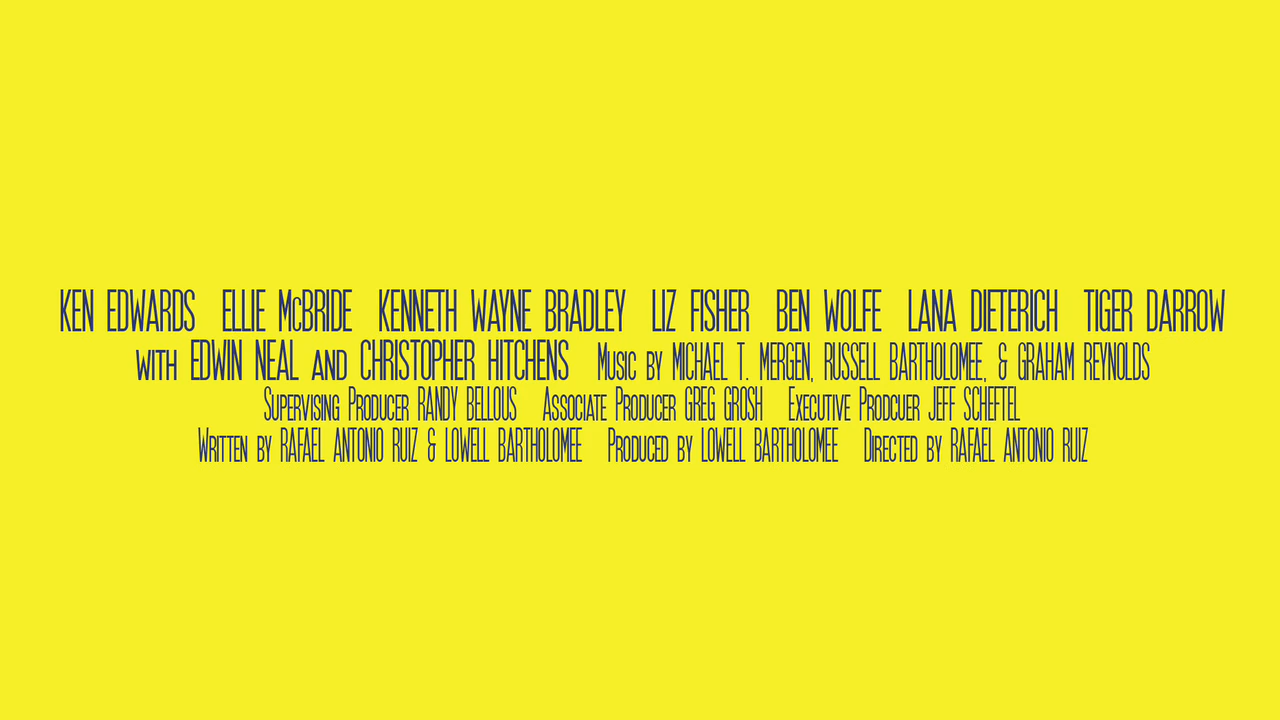 KEN EDWARDS ELLIE McBRIDE KENNETH WAYNE BRADLEY LIZ FISHER BEN WOLFE LANA DIETERICH TIGER DARROW
WITH EDWIN NEAL AND CHRISTOPHER HITCHENS Music by MICHAEL T. MERGEN, RUSSELL BARTHOLOMEE, & GRAHAM REYNOLDS
Supervising Producer RANDY BELLOUS Associate Producer GREG GROSH Executive Prodcuer JEFF SCHEFTEL
Written by RAFAEL ANTONIO RUIZ & LOWELL BARTHOLOMEE Produced by LOWELL BARTHOLOMEE Directed by RAFAEL ANTONIO RUIZ